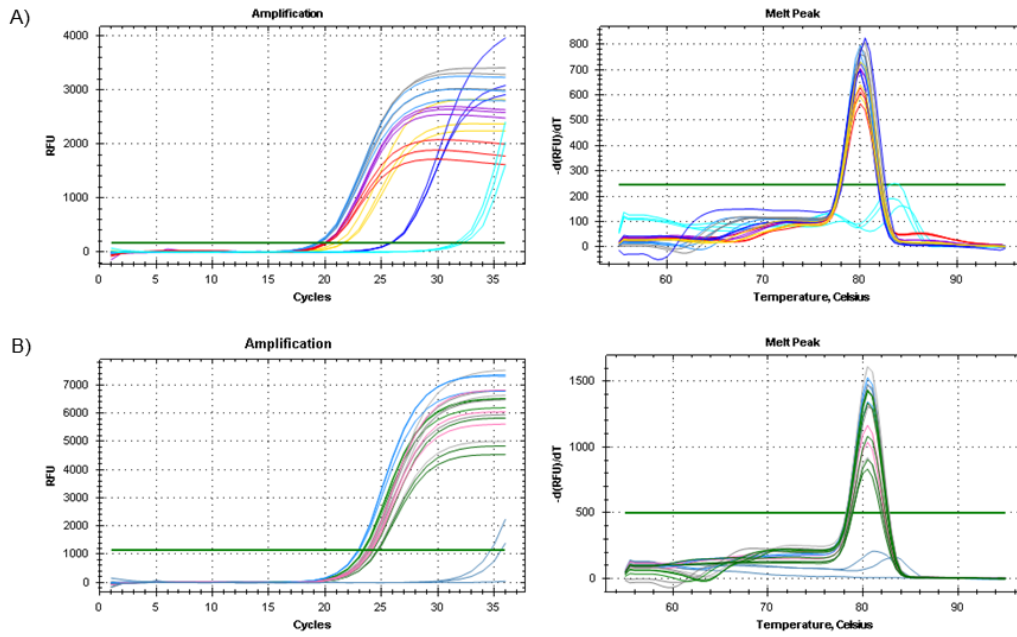 A)
Amplification
4000
3000
2000
1000
0
RFU
0 5 10 15 20 25 30 35
Cycles
Melt Peak
800
700
600
500
400
300
200
100
0
-d(RFU)/dT
60 70 80 90
Temperature, Celsius
B)
Amplification
7000
6000
5000
4000
3000
2000
1000
0
RFU
0 5 10 15 20 25 30 35
Cycles
Melt Peak
1500
1000
500
0
-d(RFU)/dT
60 70 80 90
Temperature, Celsius